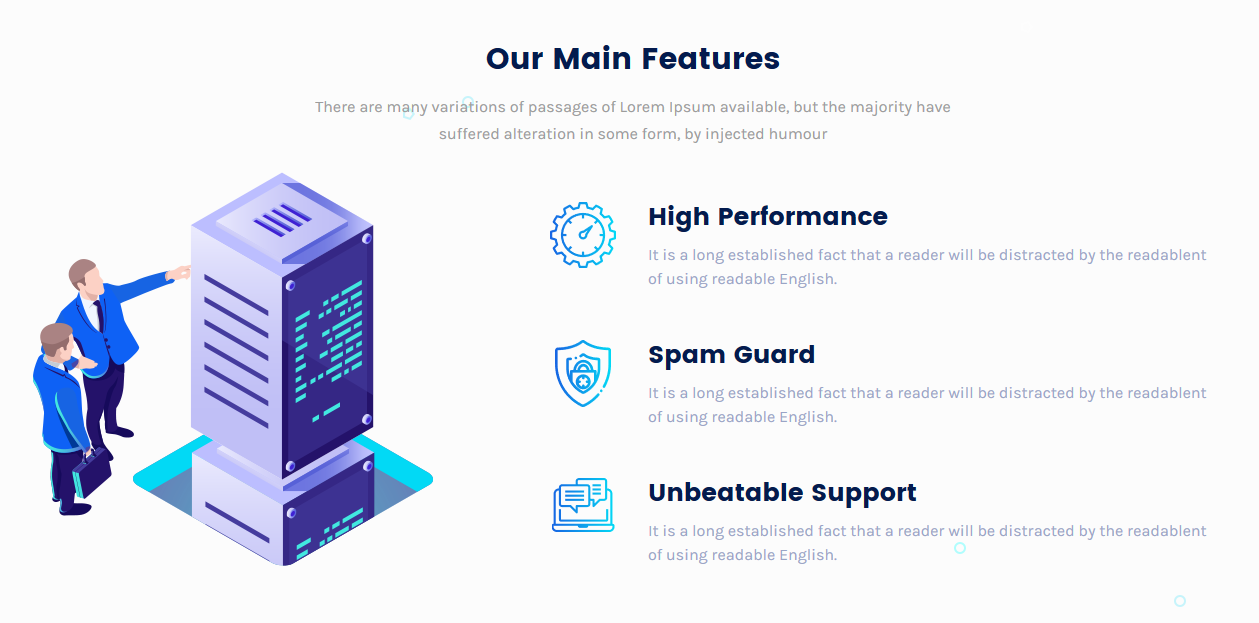 Our Main Features
There are many variations of passages of Lorem Ipsum available, but the majority have
suffered alteration in some form, by injected humour
High Performance
It is a long established fact that a reader will be distracted by the readablent
of using readable English.
Spam Guard
It is a long established fact that a reader will be distracted by the readablent
of using readable English.
Unbeatable Support
It is a long established fact that a reader will be distracted by the readablent
of using readable English.